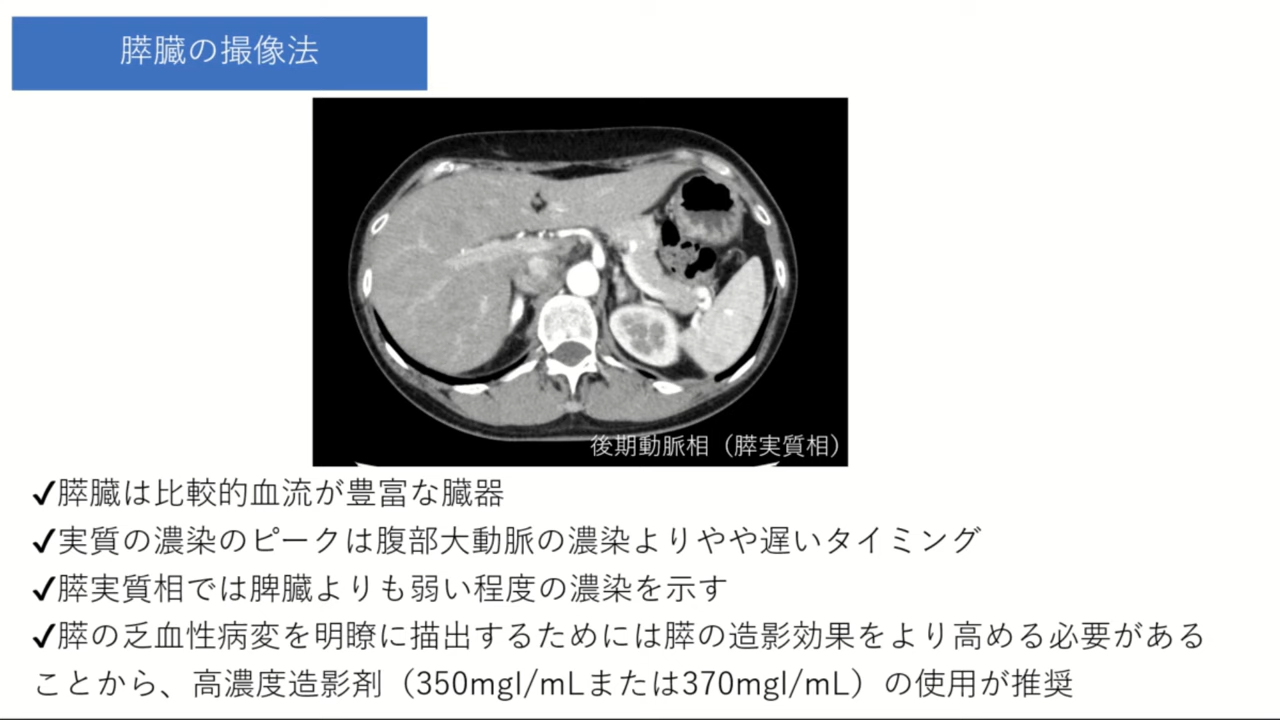 膵臓の撮像法
後期動脈相（膵実質相）
✓膵臓は比較的血流が豊富な臓器
✓実質の濃染のピークは腹部大動脈の濃染よりやや遅いタイミング
✓膵実質相では脾臓よりも弱い程度の濃染を示す
✓膵の乏血性病変を明瞭に描出するためには膵の造影効果をより高める必要がある
ことから、高濃度造影剤（350mgI/mLまたは370mgI/mL）の使用が推奨